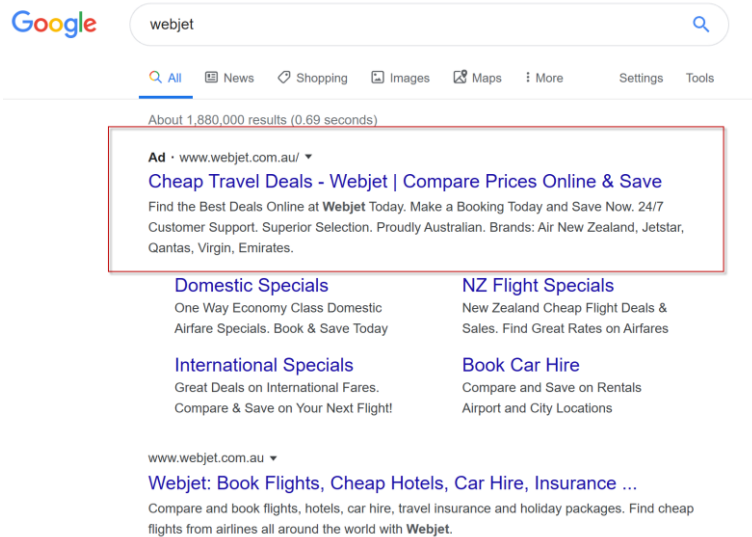 Google
webjet
All News Shopping Images Maps More Settings Tools
About 1,880,000 results (0.69 seconds)
Ad · www.webjet.com.au/
Cheap Travel Deals - Webjet | Compare Prices Online & Save
Find the Best Deals Online at Webjet Today. Make a Booking Today and Save Now. 24/7
Customer Support. Superior Selection. Proudly Australian. Brands: Air New Zealand, Jetstar,
Qantas, Virgin, Emirates.
Domestic Specials
One Way Economy Class Domestic
Airfare Specials. Book & Save Today
NZ Flight Specials
New Zealand Cheap Flight Deals &
Sales. Find Great Rates on Airfares
International Specials
Great Deals on International Fares.
Compare & Save on Your Next Flight!
Book Car Hire
Compare and Save on Rentals
Airport and City Locations
www.webjet.com.au
Webjet: Book Flights, Cheap Hotels, Car Hire, Insurance ...
Compare and book flights, hotels, car hire, travel insurance and holiday packages. Find cheap
flights from airlines all around the world with Webjet.